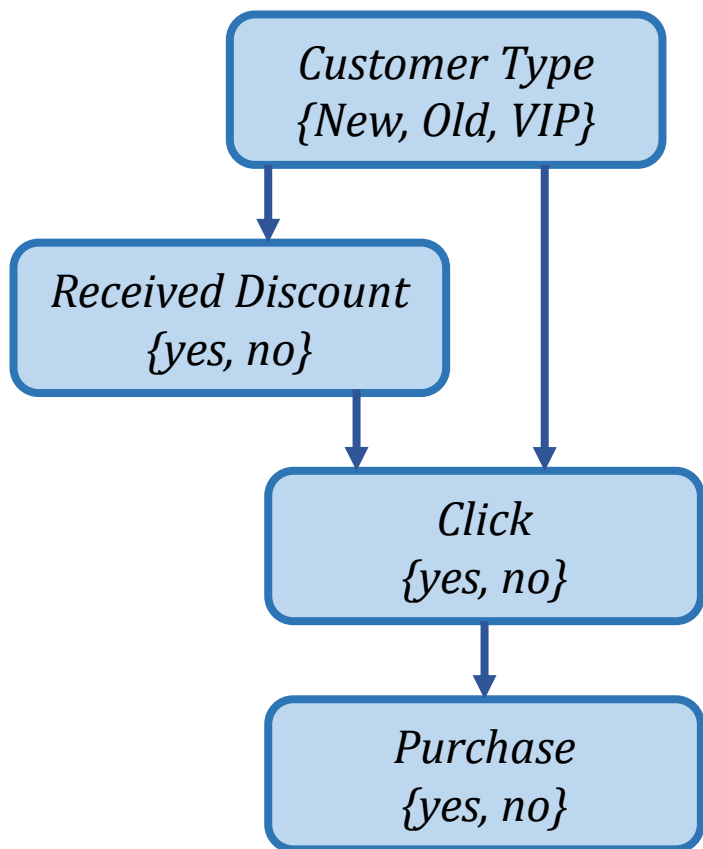 Customer Type
{New, Old, VIP}
Received Discount
{yes, no}
Click
{yes, no}
Purchase
{yes, no}